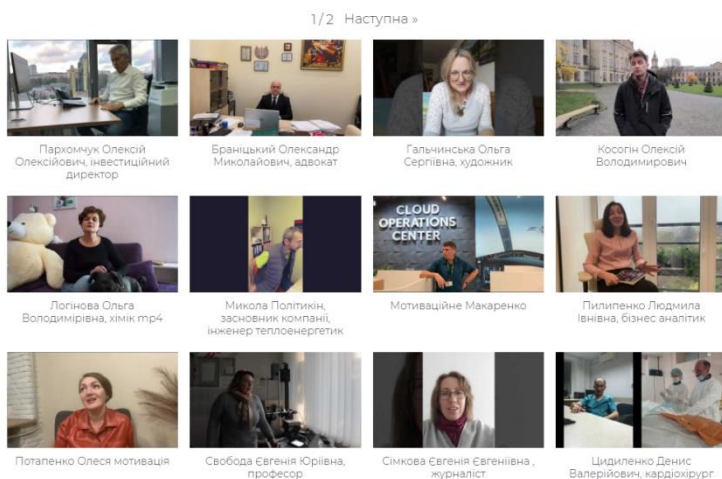 1 / 2 Наступна »
Пархомчук Олексій
Олексійович, інвестиційний
директор
Браніцький Олександр
Миколайович, адвокат
Гальчинська Ольга
Сергіївна, художник
Косогін Олексій
Володимирович
CLOUD
OPERATIONS
CENTER
Логінова Ольга
Володимирівна, хімік mp4
Микола Політикін,
засновник компанії,
інженер теплоенергетик
Мотиваційне Макаренко
Пилипенко Людмила
Івнівна, бізнес аналітик
Потапенко Олеся мотивація
Свобода Євгенія Юріївна,
професор
Сімкова Євгенія Євгеніївна ,
журналіст
Цидиленко Денис
Валерійович, кардіохірург